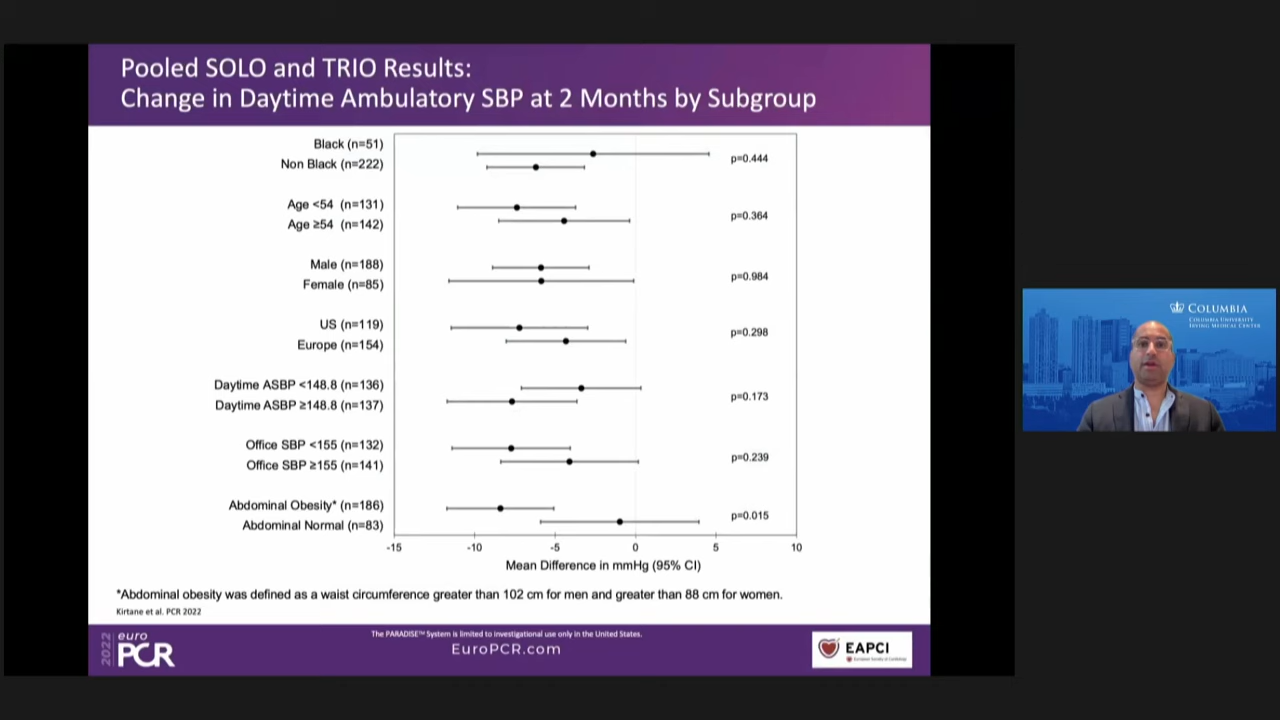 Pooled SOLO and TRIO Results:
Change in Daytime Ambulatory SBP at 2 Months by Subgroup
Black (n=51)
Non Black (n=222)
p=0.444
Age <54 (n=131)
Age ≥54 (n=142)
p=0.364
Male (n=188)
Female (n=85)
p=0.984
US (n=119)
Europe (n=154)
p=0.298
Daytime ASBP <148.8 (n=136)
Daytime ASBP ≥148.8 (n=137)
p=0.173
Office SBP <155 (n=132)
Office SBP ≥155 (n=141)
p=0.239
Abdominal Obesity* (n=186)
Abdominal Normal (n=83)
p=0.015
-15 -10 -5 0 5 10
Mean Difference in mmHg (95% CI)
*Abdominal obesity was defined as a waist circumference greater than 102 cm for men and greater than 88 cm for women.
Kirtane et al. PCR 2022
2022 euro PCR
The PARADISE™ System is limited to investigational use only in the United States.
EuroPCR.com
EAPCI
European Society of Cardiology
COLUMBIA
COLUMBIA UNIVERSITY
IRVING MEDICAL CENTER